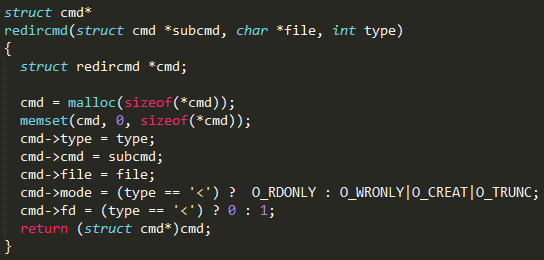 struct cmd*
redircmd(struct cmd *subcmd, char *file, int type)
{
  struct redircmd *cmd;

  cmd = malloc(sizeof(*cmd));
  memset(cmd, 0, sizeof(*cmd));
  cmd->type = type;
  cmd->cmd = subcmd;
  cmd->file = file;
  cmd->mode = (type == '<') ?  O_RDONLY : O_WRONLY|O_CREAT|O_TRUNC;
  cmd->fd = (type == '<') ? 0 : 1;
  return (struct cmd*)cmd;
}